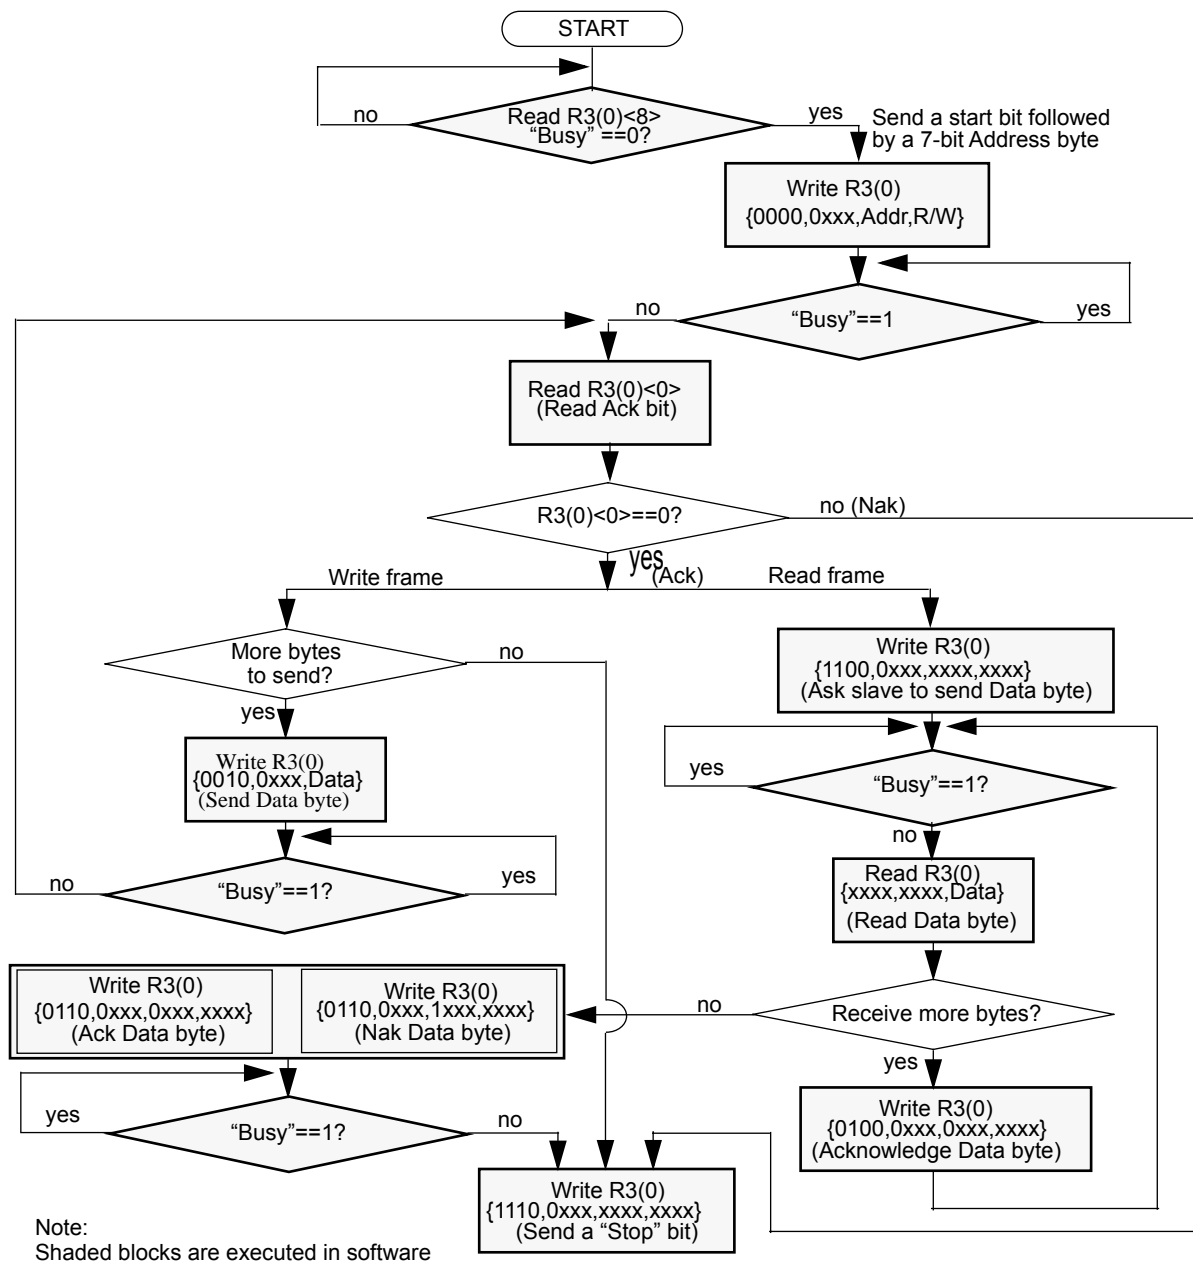 START
no
Read R3(0)<8>
“Busy” ==0?
yes
Send a start bit followed
by a 7-bit Address byte
Write R3(0)
{0000,0xxx,Addr,R/W}
no
“Busy”==1
yes
Read R3(0)<0>
(Read Ack bit)
R3(0)<0>==0?
no (Nak)
yes
(Ack)
Write frame
Read frame
More bytes
to send?
no
yes
Write R3(0)
{1100,0xxx,xxxx,xxxx}
(Ask slave to send Data byte)
Write R3(0)
{0010,0xxx,Data}
(Send Data byte)
yes
“Busy”==1?
no
no
“Busy”==1?
yes
Read R3(0)
{xxxx,xxxx,Data}
(Read Data byte)
Write R3(0)
{0110,0xxx,0xxx,xxxx}
(Ack Data byte)
Write R3(0)
{0110,0xxx,1xxx,xxxx}
(Nak Data byte)
no
Receive more bytes?
yes
yes
“Busy”==1?
no
Write R3(0)
{0100,0xxx,0xxx,xxxx}
(Acknowledge Data byte)
Write R3(0)
{1110,0xxx,xxxx,xxxx}
(Send a “Stop” bit)
Note:
Shaded blocks are executed in software